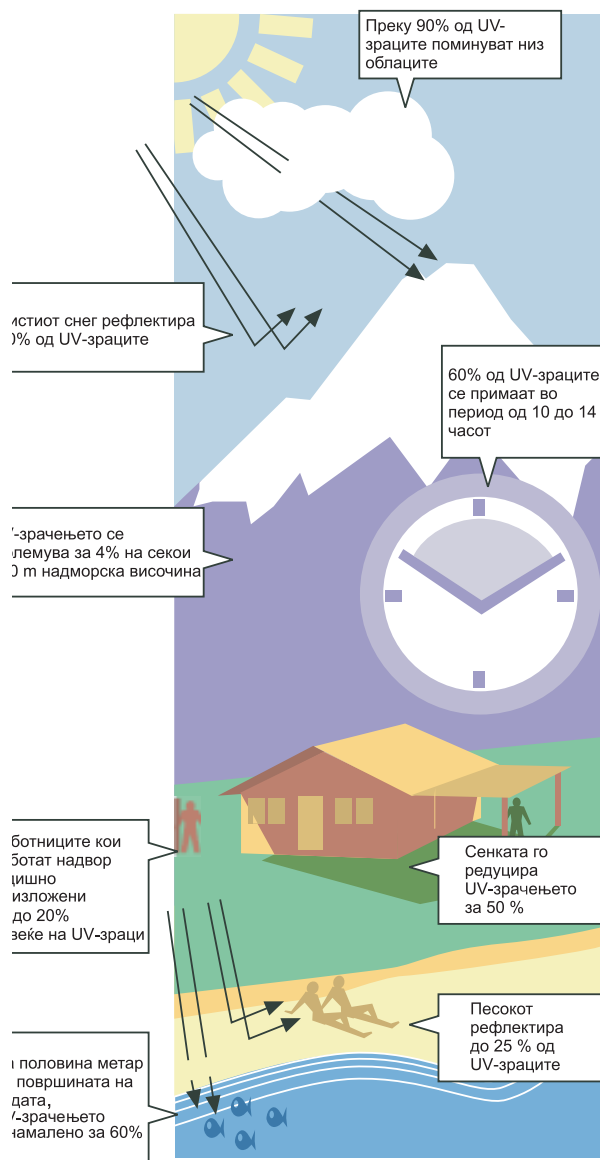 Преку 90% од UV-
зраците поминуват низ
облаците
истиот снег рефлектира
0% од UV-зраците
60% од UV-зраците
се примаат во
период од 10 до 14
часот
V-зрачењето се
олемува за 4% на секои
0 m надморска височина
ботниците кои
ботат надвор
дишно
изложени
до 20%
веќе на UV-зраци
Сенката го
редуцира
UV-зрачењето
за 50 %
Песокот
рефлектира
до 25 % од
UV-зраците
а половина метар
површината на
дата,
V-зрачењето
намалено за 60%